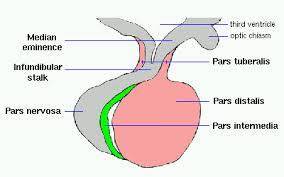 third ventricle
optic chiasm
Median
eminence
Infundibular
stalk
Pars tuberalis
Pars nervosa
Pars distalis
Pars intermedia